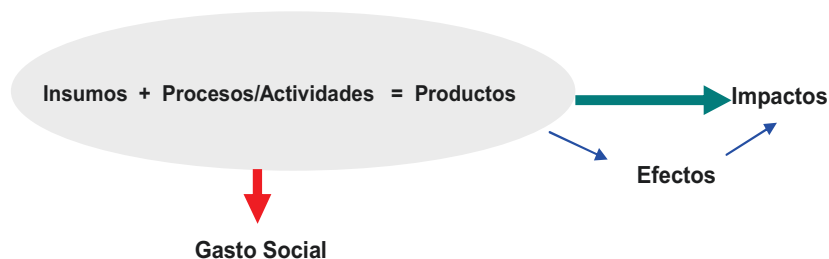 Insumos + Procesos/Actividades = Productos
Impactos
Efectos
Gasto Social